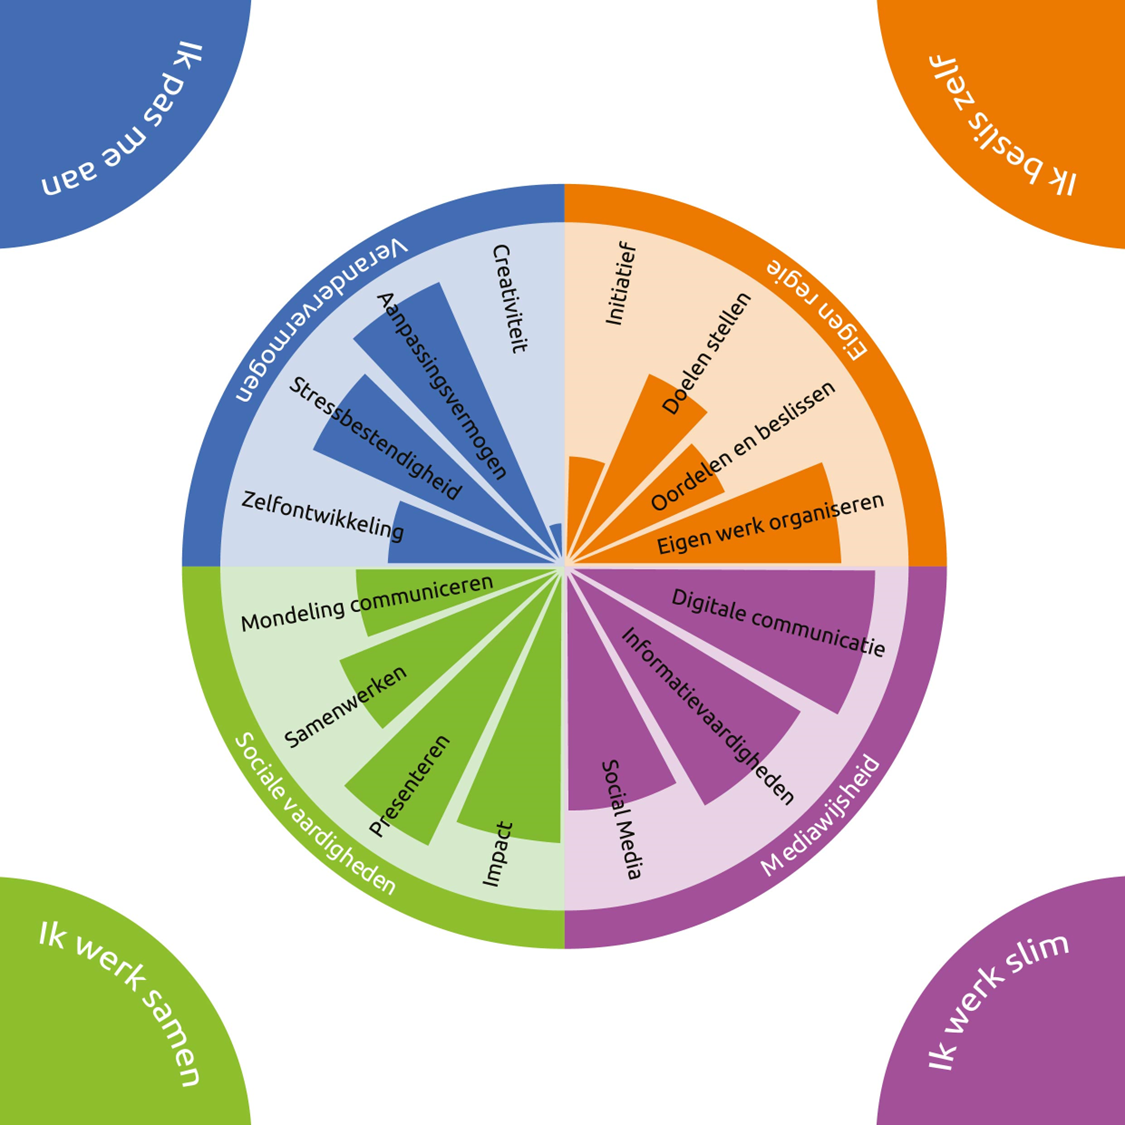 Ik pas me aan
Ik beslis zelf
Verandervermogen
Eigen regie
Creativiteit
Aanpassingsvermogen
Stressbestendigheid
Zelfontwikkeling
Initiatief
Doelen stellen
Oordelen en beslissen
Eigen werk organiseren
Mondeling communiceren
Samenwerken
Presenteren
Impact
Digitale communicatie
Informatievaardigheden
Social Media
Sociale vaardigheden
Mediawijsheid
Ik werk samen
Ik werk slim